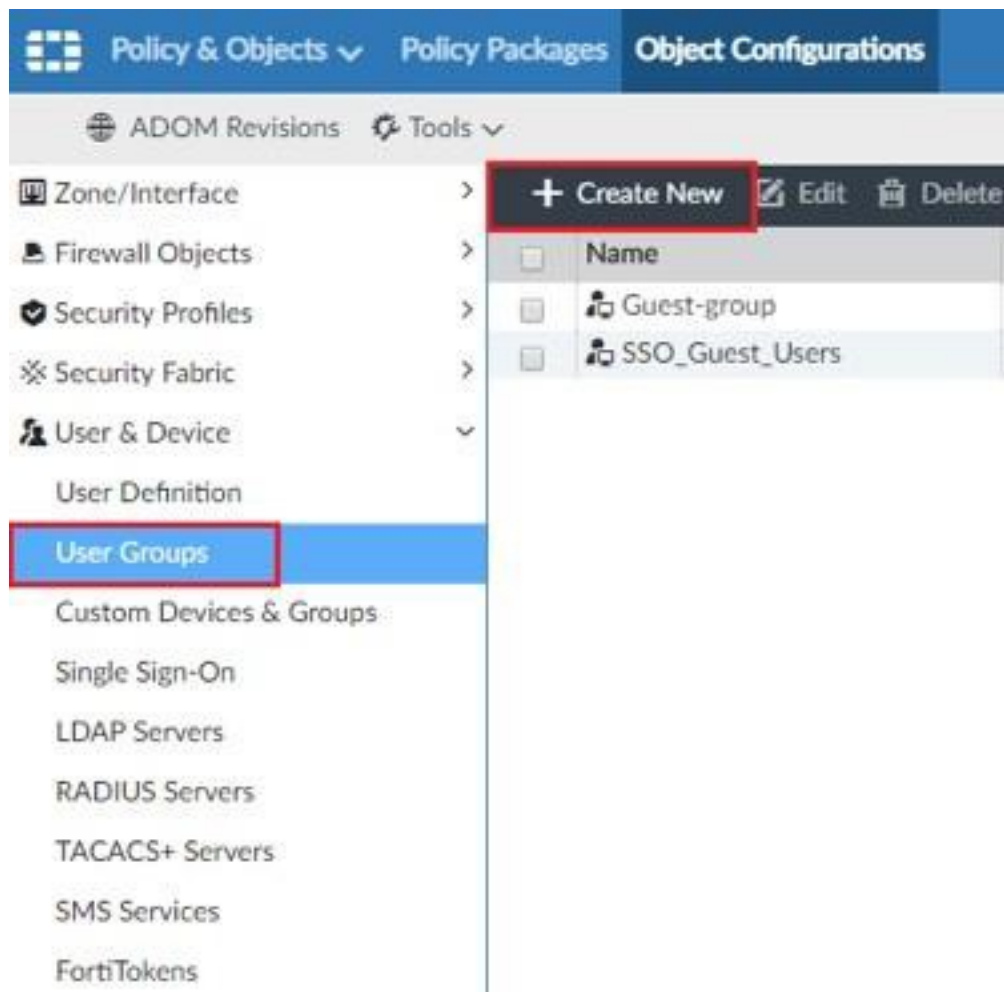 Policy & Objects Policy Packages Object Configurations
ADOM Revisions Tools
Zone/Interface
Firewall Objects
Security Profiles
Security Fabric
User & Device
User Definition
User Groups
Custom Devices & Groups
Single Sign-On
LDAP Servers
RADIUS Servers
TACACS+ Servers
SMS Services
FortiTokens
+ Create New Edit Delete
Name
Guest-group
SSO_Guest_Users